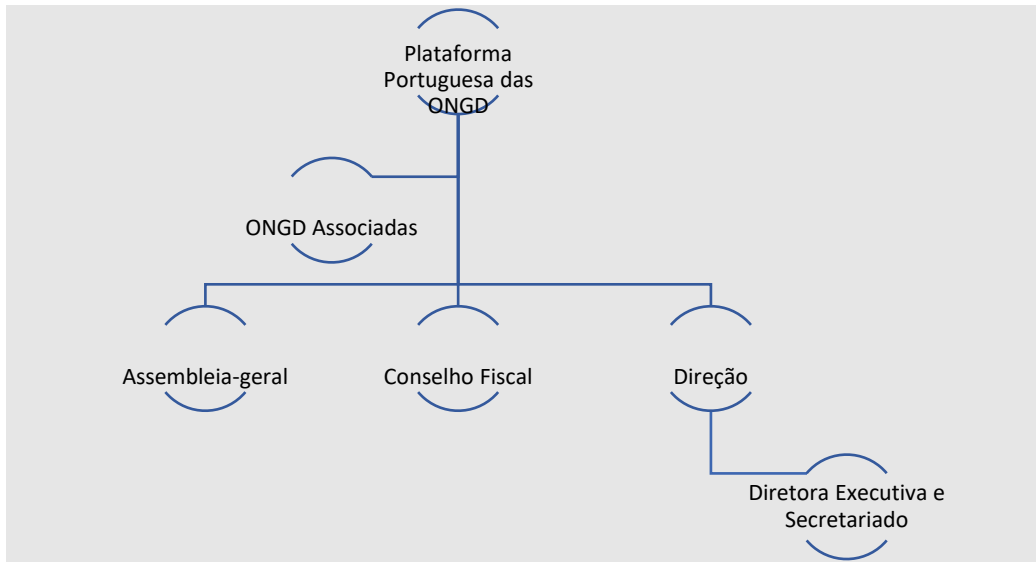 Plataforma
Portuguesa das
ONGD
ONGD Associadas
Assembleia-geral
Conselho Fiscal
Direção
Diretora Executiva e
Secretariado